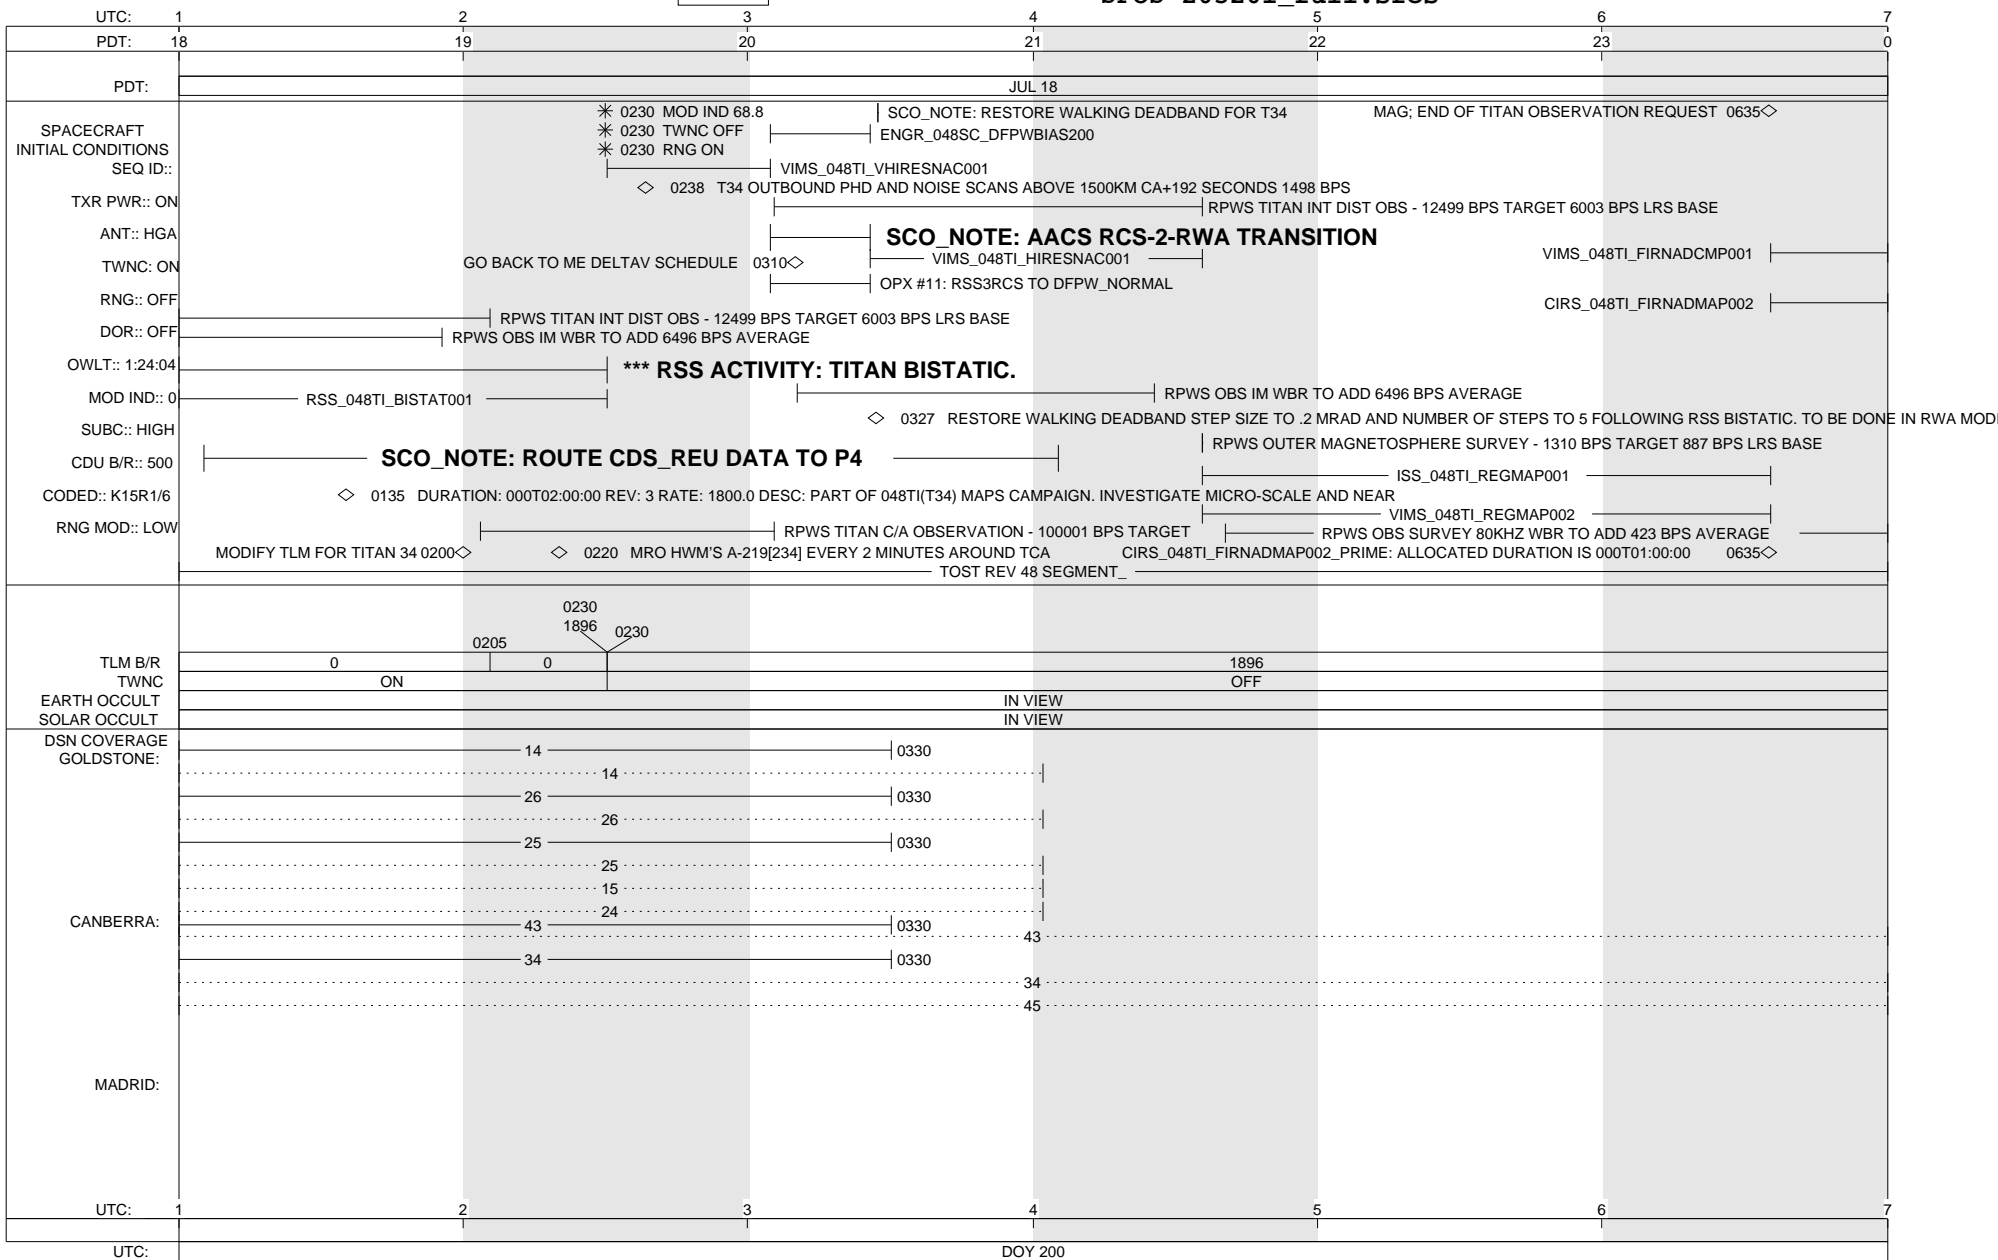 UTC: 1 2 3 4 5 6 7
PDT: 18 19 20 21 22 23 0
PDT: JUL 18
✳ 0230 MOD IND 68.8 SCO_NOTE: RESTORE WALKING DEADBAND FOR T34 MAG; END OF TITAN OBSERVATION REQUEST 0635◇
SPACECRAFT ✳ 0230 TWNC OFF ENGR_048SC_DFPWBIAS200
INITIAL CONDITIONS ✳ 0230 RNG ON
SEQ ID:: VIMS_048TI_VHIRESNAC001
◇ 0238 T34 OUTBOUND PHD AND NOISE SCANS ABOVE 1500KM CA+192 SECONDS 1498 BPS
TXR PWR:: ON RPWS TITAN INT DIST OBS - 12499 BPS TARGET 6003 BPS LRS BASE
ANT:: HGA SCO_NOTE: AACS RCS-2-RWA TRANSITION
VIMS_048TI_FIRNADCMP001
TWNC: ON GO BACK TO ME DELTAV SCHEDULE 0310◇ VIMS_048TI_HIRESNAC001
OPX #11: RSS3RCS TO DFPW_NORMAL
RNG:: OFF CIRS_048TI_FIRNADMAP002
RPWS TITAN INT DIST OBS - 12499 BPS TARGET 6003 BPS LRS BASE
DOR:: OFF RPWS OBS IM WBR TO ADD 6496 BPS AVERAGE
OWLT:: 1:24:04 *** RSS ACTIVITY: TITAN BISTATIC.
RPWS OBS IM WBR TO ADD 6496 BPS AVERAGE
MOD IND:: 0 RSS_048TI_BISTAT001
◇ 0327 RESTORE WALKING DEADBAND STEP SIZE TO .2 MRAD AND NUMBER OF STEPS TO 5 FOLLOWING RSS BISTATIC. TO BE DONE IN RWA
SUBC:: HIGH
RPWS OUTER MAGNETOSPHERE SURVEY - 1310 BPS TARGET 887 BPS LRS BASE
CDU B/R:: 500 SCO_NOTE: ROUTE CDS_REU DATA TO P4
ISS_048TI_REGMAP001
CODED:: K15R1/6 ◇ 0135 DURATION: 000T02:00:00 REV: 3 RATE: 1800.0 DESC: PART OF 048TI(T34) MAPS CAMPAIGN. INVESTIGATE MICRO-SCALE AND NEAR
VIMS_048TI_REGMAP002
RNG MOD:: LOW RPWS TITAN C/A OBSERVATION - 100001 BPS TARGET RPWS OBS SURVEY 80KHZ WBR TO ADD 423 BPS AVERAGE
MODIFY TLM FOR TITAN 34 0200◇ ◇ 0220 MRO HWM'S A-219[234] EVERY 2 MINUTES AROUND TCA CIRS_048TI_FIRNADMAP002_PRIME: ALLOCATED DURATION IS 000T01:00:00 0635◇
TOST REV 48 SEGMENT_
0230
1896 0230
0205
TLM B/R 0 0 1896
TWNC ON OFF
EARTH OCCULT IN VIEW
SOLAR OCCULT IN VIEW
DSN COVERAGE
GOLDSTONE: 14 0330
14
26 0330
26
25 0330
25
15
24
CANBERRA: 43 0330
43
34 0330
34
45
MADRID:
UTC: 1 2 3 4 5 6 7
UTC: DOY 200